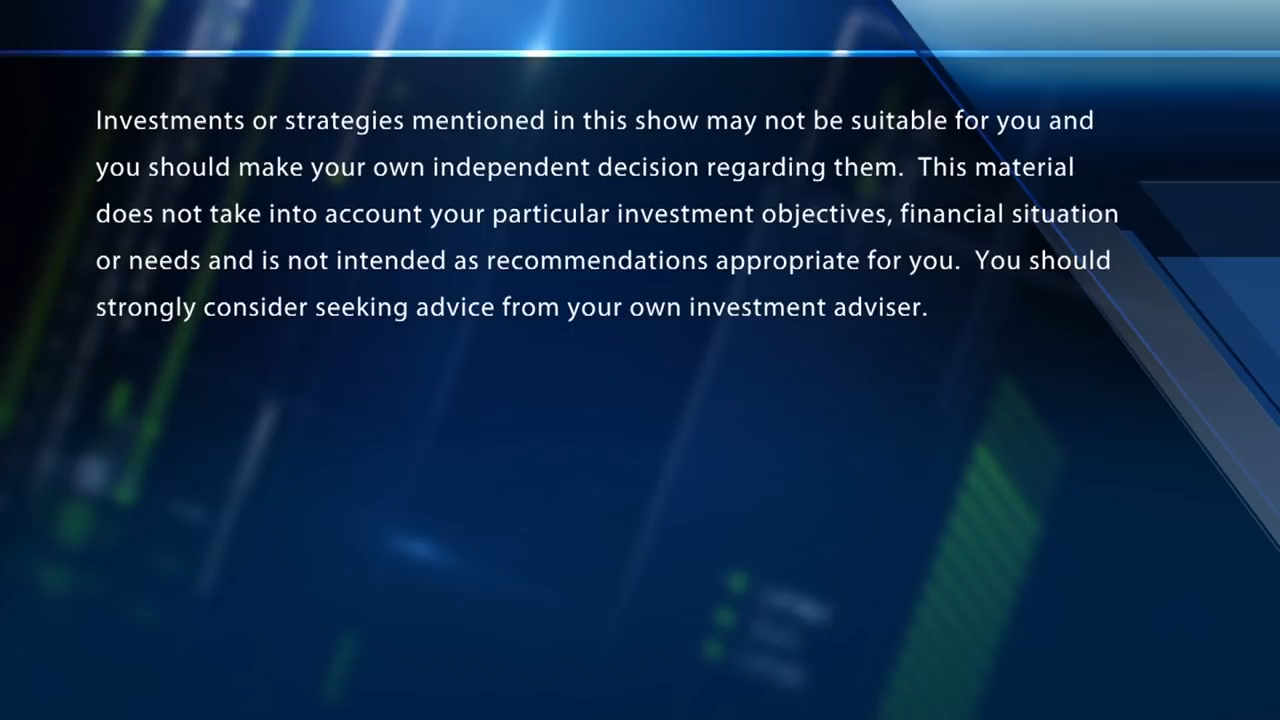 Investments or strategies mentioned in this show may not be suitable for you and
you should make your own independent decision regarding them.  This material
does not take into account your particular investment objectives, financial situation
or needs and is not intended as recommendations appropriate for you.  You should
strongly consider seeking advice from your own investment adviser.